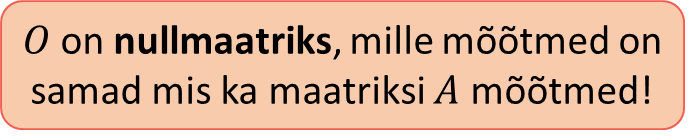 O on nullmaatriks, mille mõõtmed on
samad mis ka maatriksi A mõõtmed!